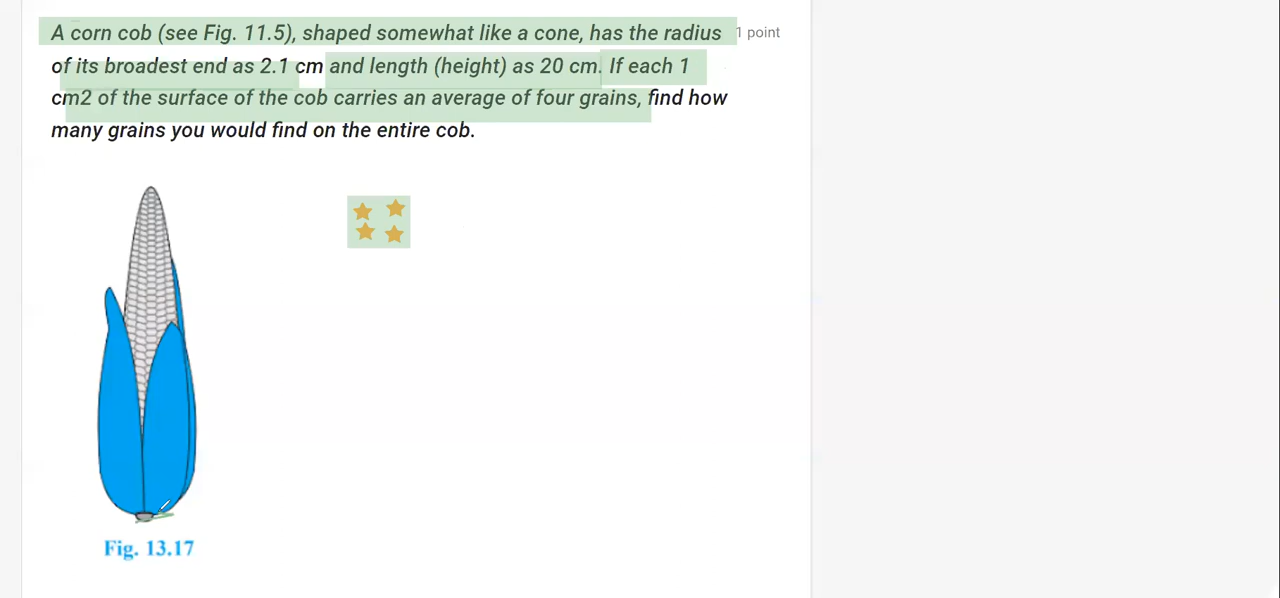 A corn cob (see Fig. 11.5), shaped somewhat like a cone, has the radius
1 point
of its broadest end as 2.1 cm and length (height) as 20 cm. If each 1
cm2 of the surface of the cob carries an average of four grains, find how
many grains you would find on the entire cob.
Fig. 13.17